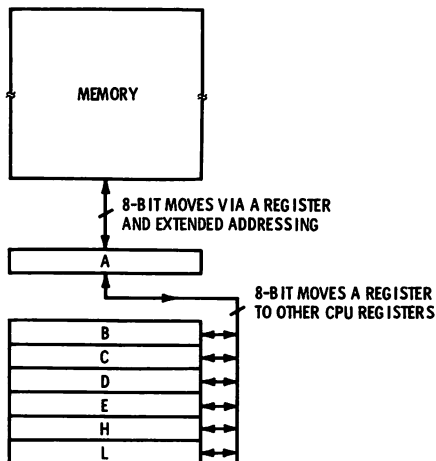 MEMORY
8-BIT MOVES VIA A REGISTER
AND EXTENDED ADDRESSING
A
8-BIT MOVES A REGISTER
TO OTHER CPU REGISTERS
B
C
D
E
H
L